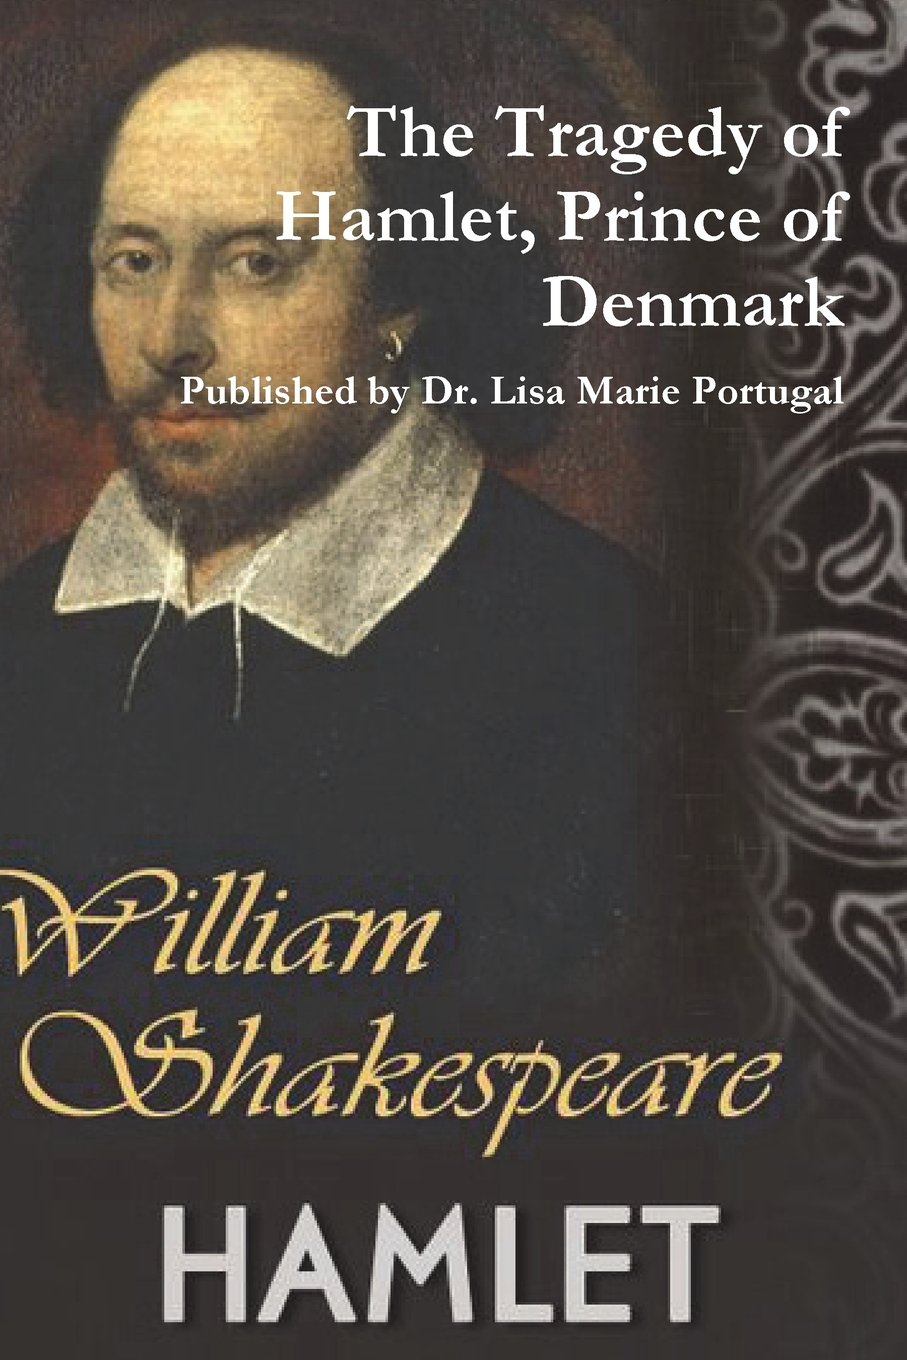 The Tragedy of
Hamlet, Prince of
Denmark
Published by Dr. Lisa Marie Portugal
William
Shakespeare
HAMLET